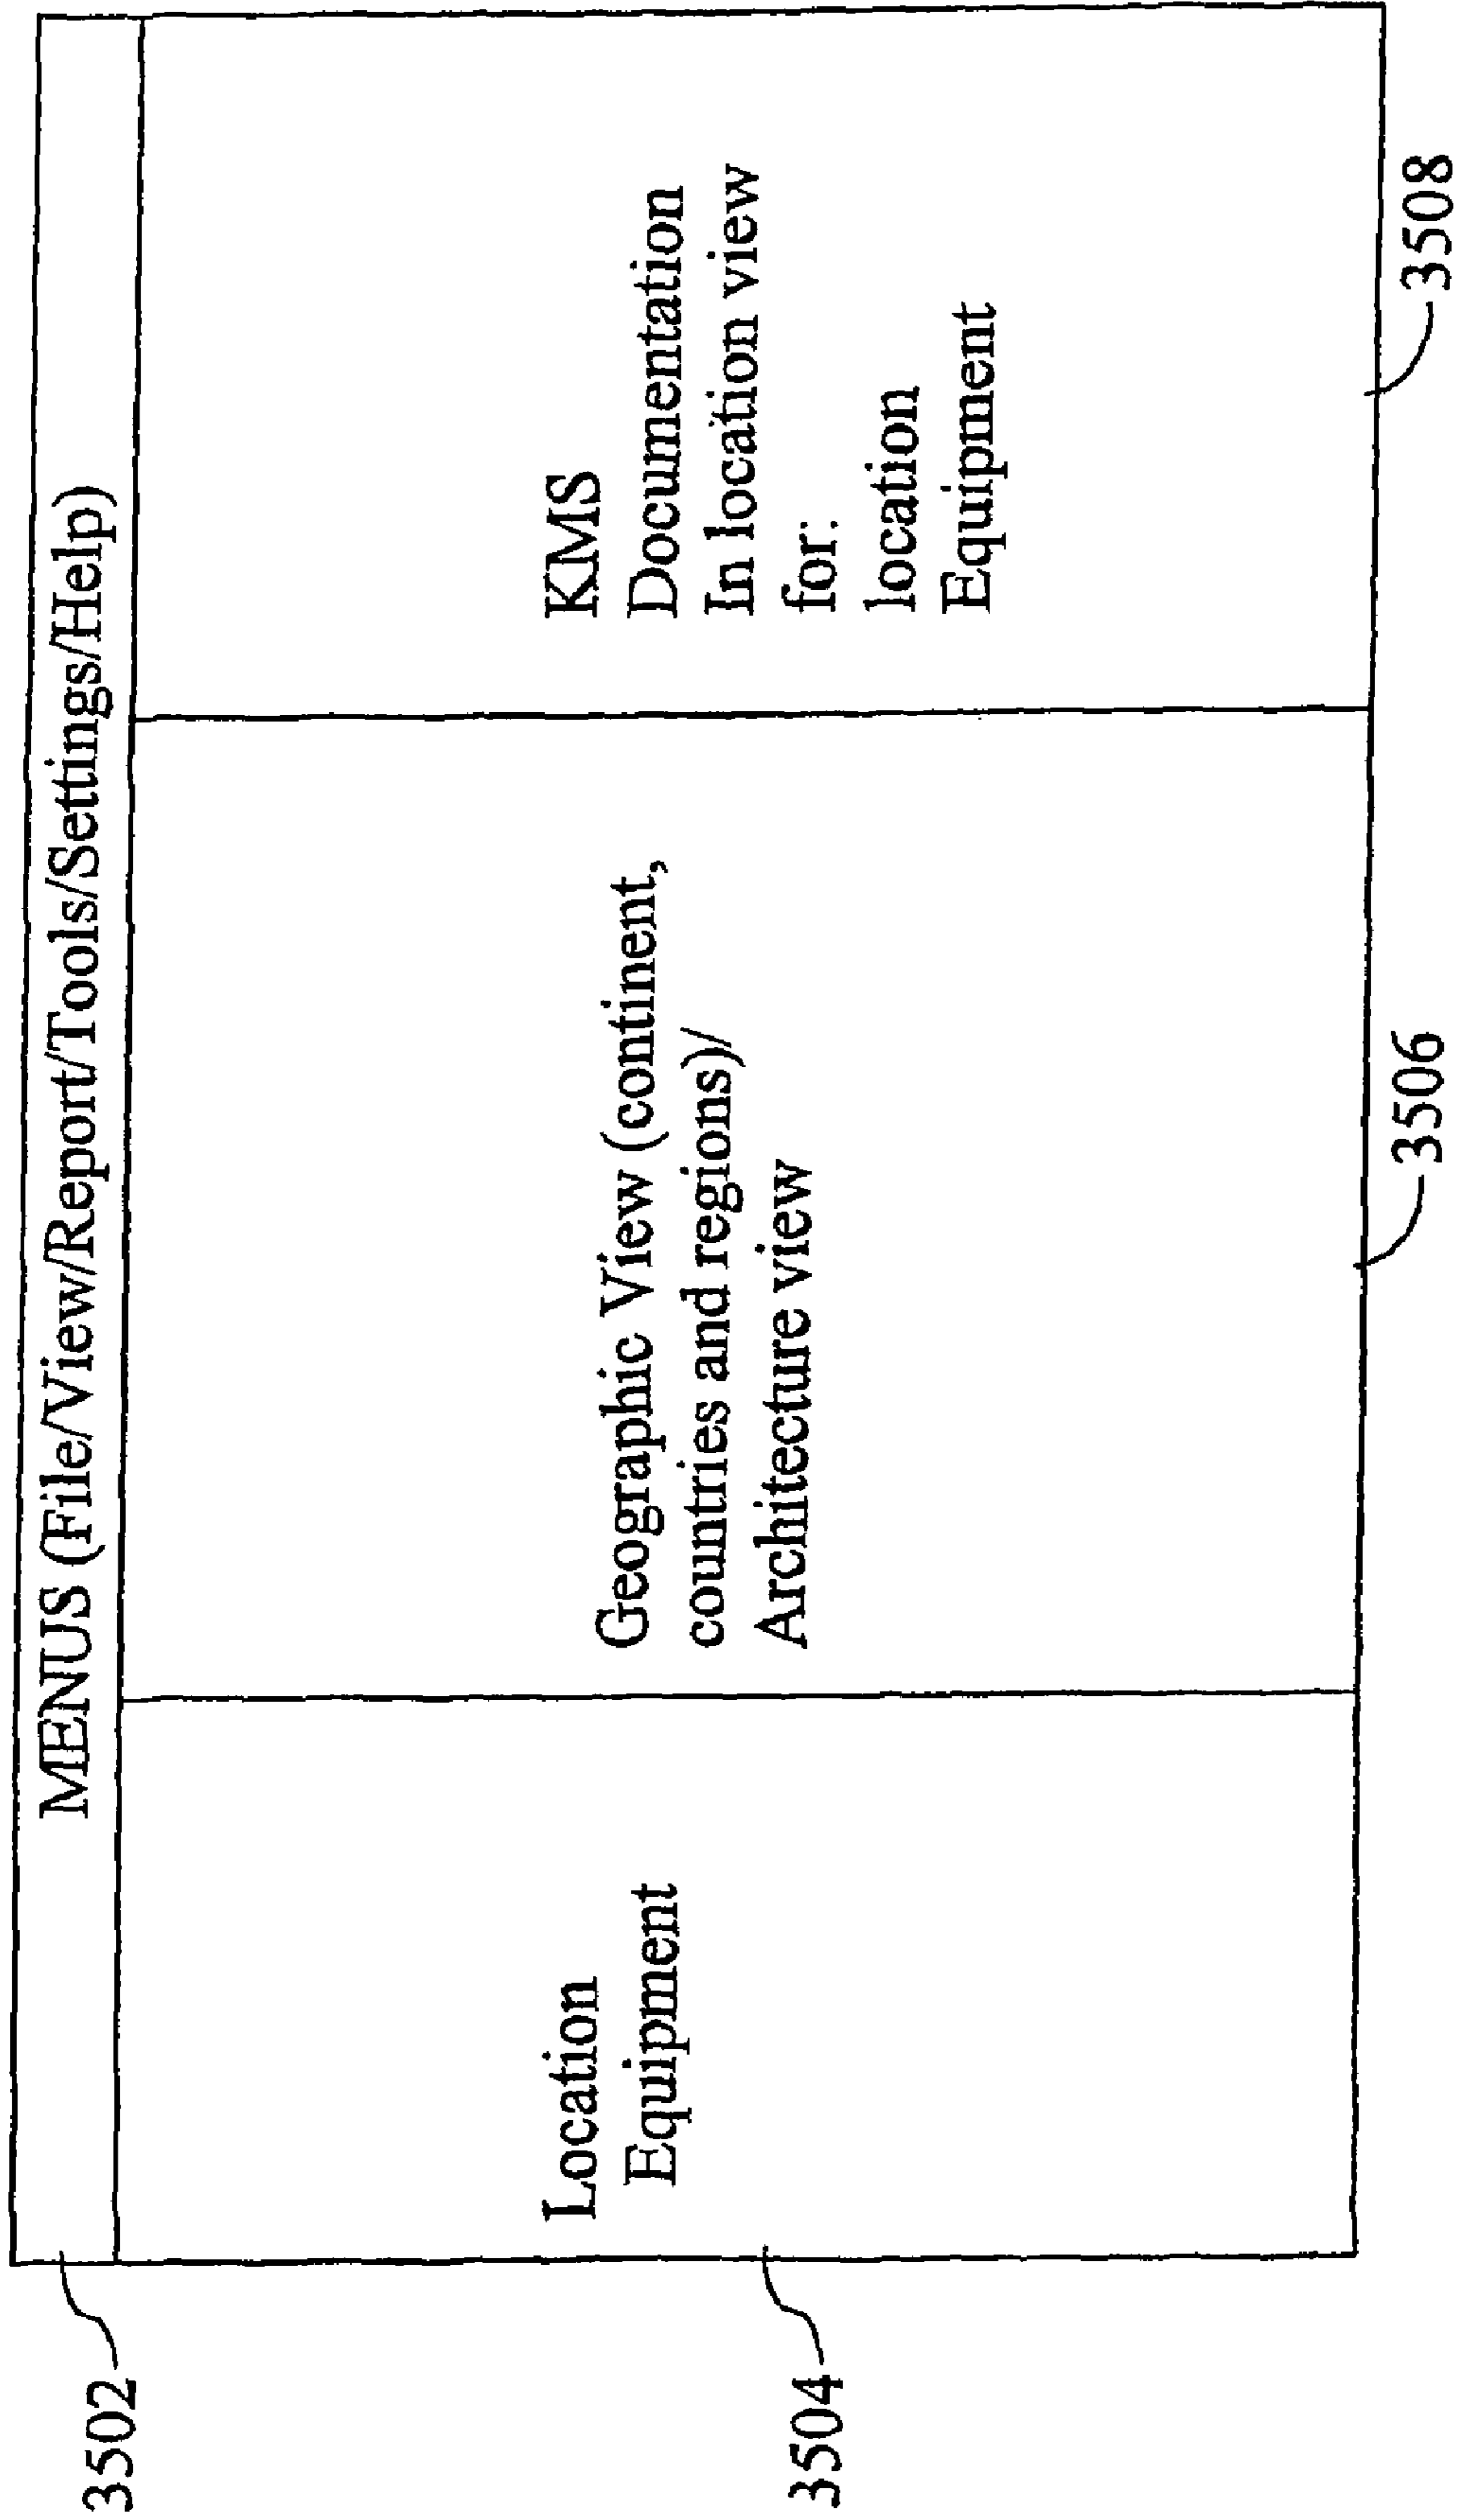 MENUS (File/View/Report/Tools/Settings/Help)
3502
Location
Equipment
3504
Geographic View (continent,
countries and regions)/
Architecture view
3506
KMS
Documentation
In location view
for:
location
Equipment
3508